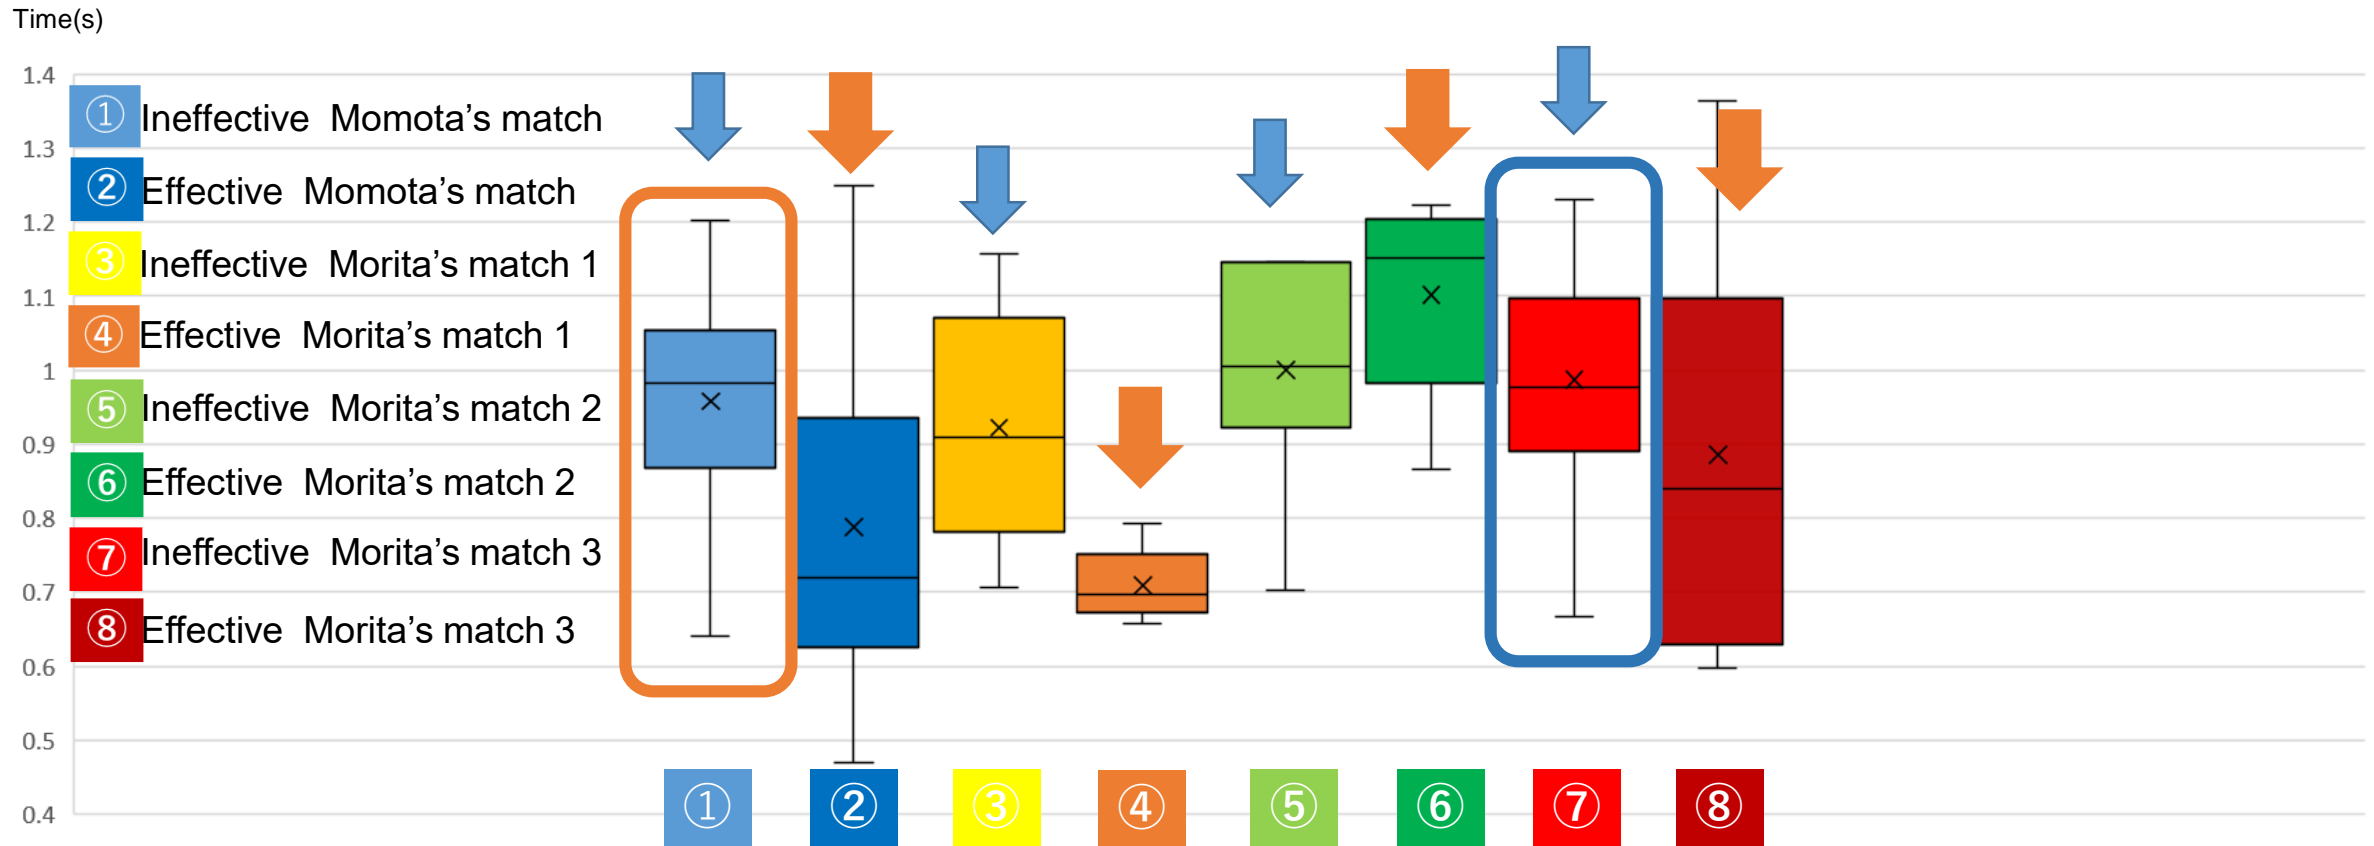 Time(s)
1.4
① Ineffective Momota’s match
1.3
② Effective Momota’s match
1.2
③ Ineffective Morita’s match 1
1.1
④ Effective Morita’s match 1
1
⑤ Ineffective Morita’s match 2
0.9
⑥ Effective Morita’s match 2
0.8
⑦ Ineffective Morita’s match 3
0.7
⑧ Effective Morita’s match 3
0.6
0.5
0.4
① ② ③ ④ ⑤ ⑥ ⑦ ⑧